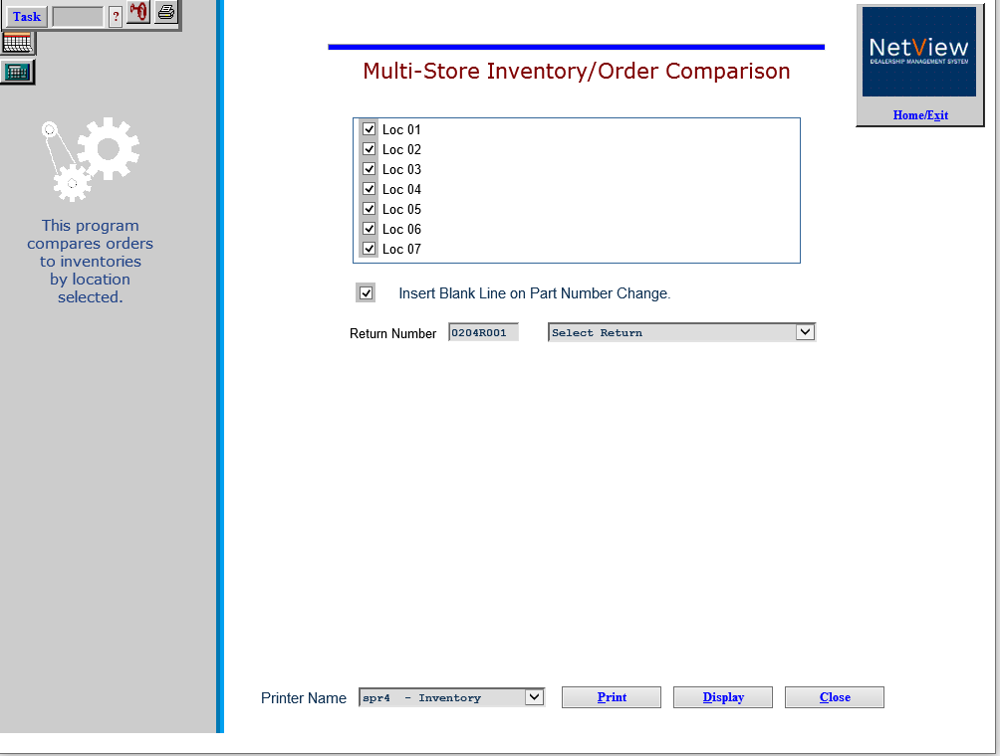 Task
?
NetView
DEALERSHIP MANAGEMENT SYSTEM
Home/Exit
Multi-Store Inventory/Order Comparison
This program
compares orders
to inventories
by location
selected.
Loc 01
Loc 02
Loc 03
Loc 04
Loc 05
Loc 06
Loc 07
Insert Blank Line on Part Number Change.
Return Number 0204R001 Select Return
Printer Name spr4 - Inventory Print Display Close